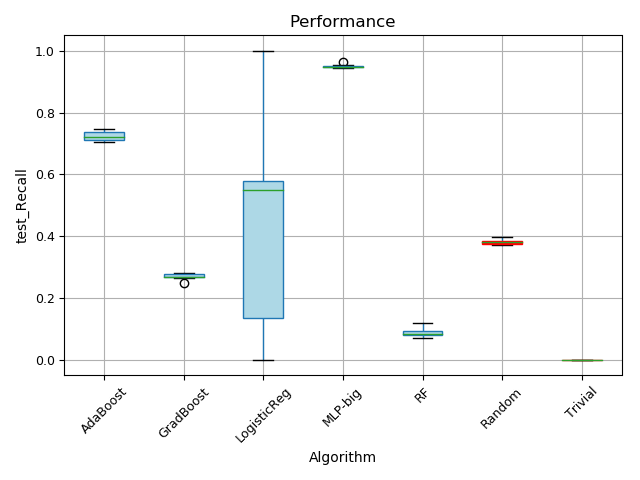 Performance
test_Recall
1.0
0.8
0.6
0.4
0.2
0.0
AdaBoost
GradBoost
LogisticReg
MLP-big
RF
Random
Trivial
Algorithm